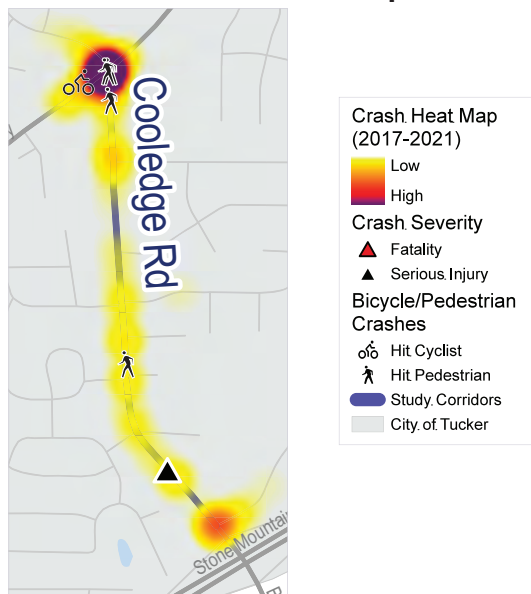 Cooledge Rd
Stone Mountain
Crash Heat Map
(2017-2021)
Low
High
Crash Severity
Fatality
Serious Injury
Bicycle/Pedestrian
Crashes
Hit Cyclist
Hit Pedestrian
Study Corridors
City of Tucker